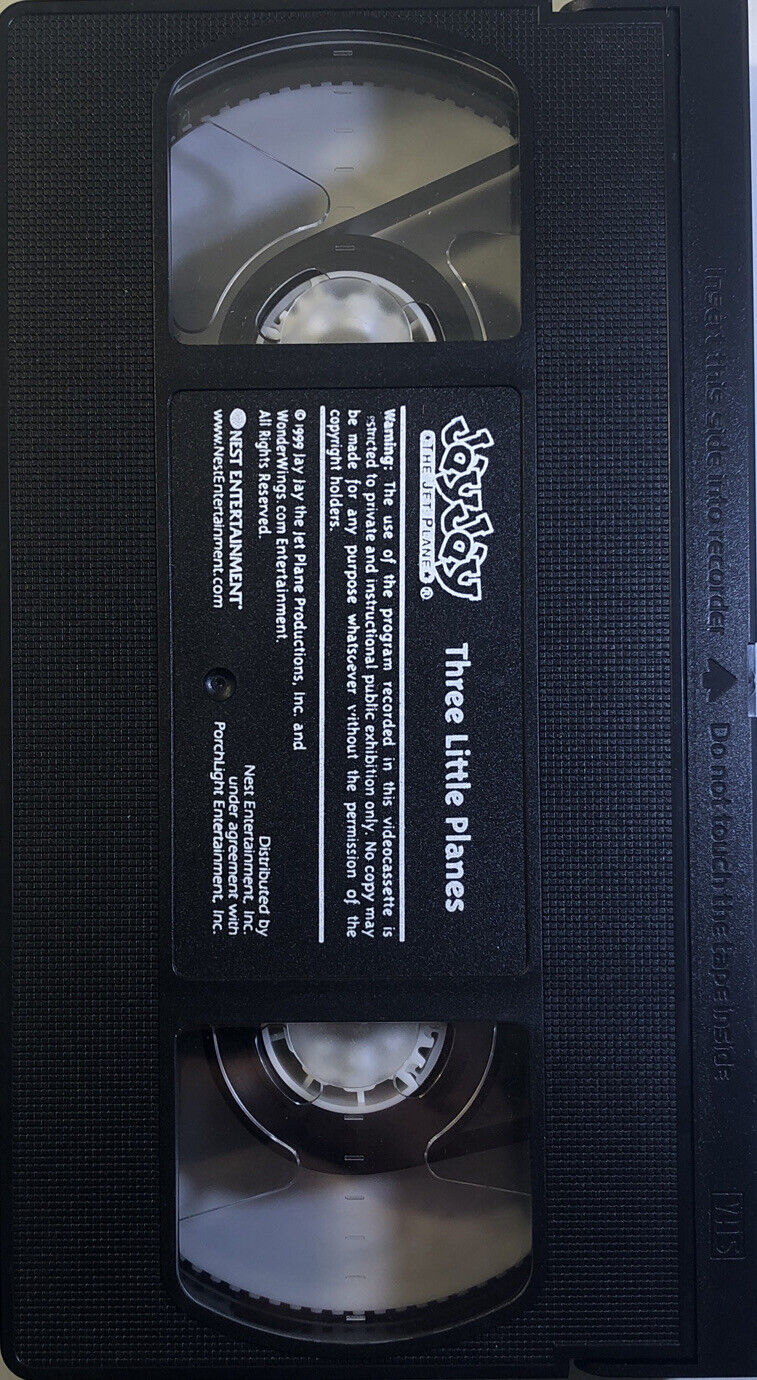 Insert this side into recorder Do not touch the tape inside
VHS
JayJay
THE JET PLANE ®
Three Little Planes
Warning: The use of the program recorded in this videocassette is
restricted to private and instructional public exhibition only. No copy may
be made for any purpose whatsoever without the permission of the
copyright holders.
© 1999 Jay Jay the Jet Plane Productions, Inc. and
WonderWings.com Entertainment.
All Rights Reserved.
NEST ENTERTAINMENT
www.NestEntertainment.com
Distributed by
Nest Entertainment, Inc.
under agreement with
Porchlight Entertainment, Inc.